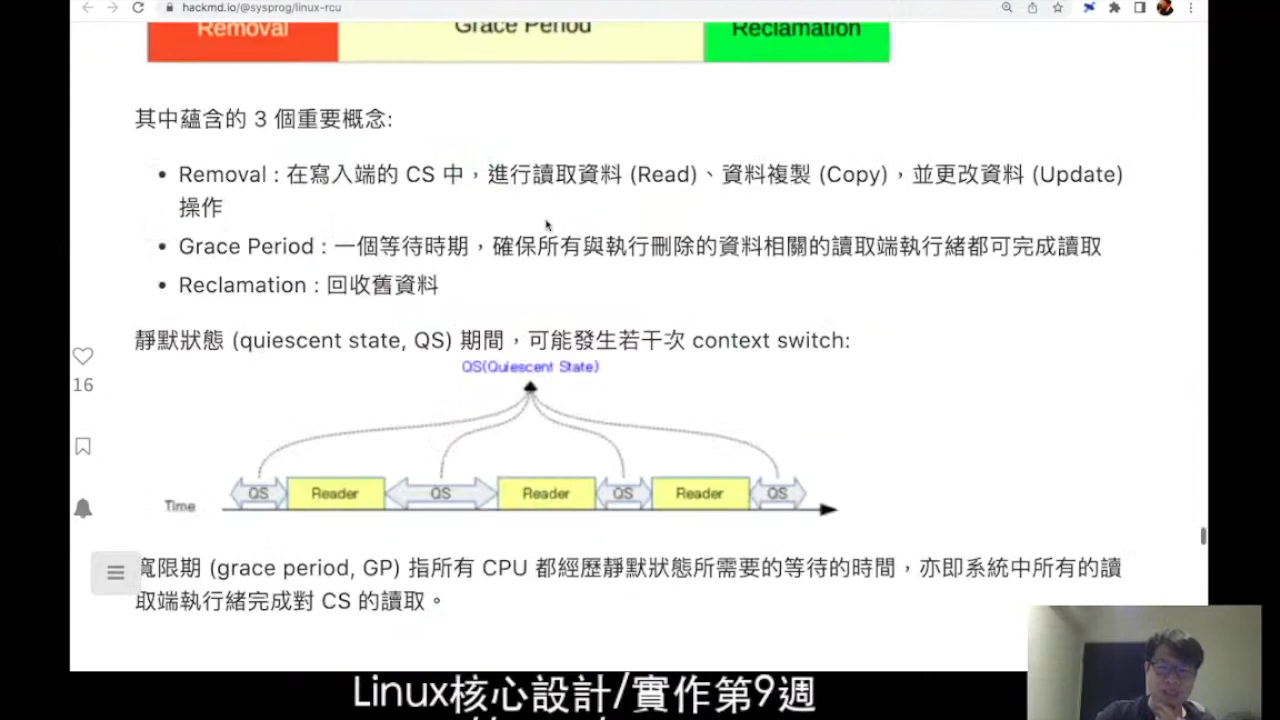 hackmd.io/@sysprog/linux-rcu
Removal
Grace Period
Reclamation
其中蘊含的 3 個重要概念:
Removal : 在寫入端的 CS 中，進行讀取資料 (Read)、資料複製 (Copy)，並更改資料 (Update)
操作
Grace Period : 一個等待時期，確保所有與執行刪除的資料相關的讀取端執行緒都可完成讀取
Reclamation : 回收舊資料
靜默狀態 (quiescent state, QS) 期間，可能發生若干次 context switch:
QS(Quiescent State)
QS Reader QS Reader QS Reader QS
Time
16
寬限期 (grace period, GP) 指所有 CPU 都經歷靜默狀態所需要的等待的時間，亦即系統中所有的讀
取端執行緒完成對 CS 的讀取。
Linux核心設計/實作第9週